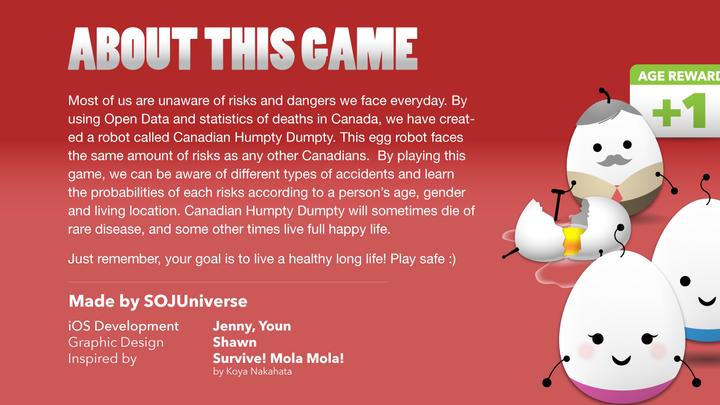 ABOUT THIS GAME
Most of us are unaware of risks and dangers we face everyday. By
using Open Data and statistics of deaths in Canada, we have creat-
ed a robot called Canadian Humpty Dumpty. This egg robot faces
the same amount of risks as any other Canadians.  By playing this
game, we can be aware of different types of accidents and learn
the probabilities of each risks according to a person's age, gender
and living location. Canadian Humpty Dumpty will sometimes die of
rare disease, and some other times live full happy life.
Just remember, your goal is to live a healthy long life! Play safe :)
Made by SOJUniverse
iOS Development Jenny, Youn
Graphic Design Shawn
Inspired by Survive! Mola Mola!
by Koya Nakahata
AGE REWARD
+1